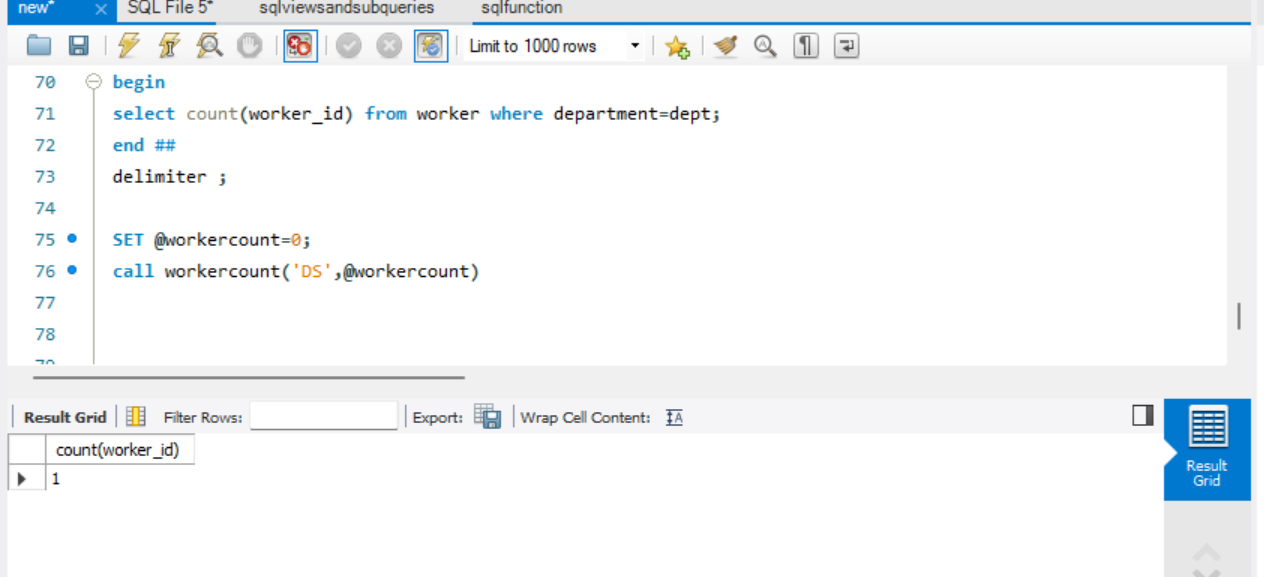 new* × SQL File 5* sqlviewsandsubqueries sqlfunction
Limit to 1000 rows
70 begin
71 select count(worker_id) from worker where department=dept;
72 end ##
73 delimiter ;
74
75 SET @workercount=0;
76 call workercount('DS',@workercount)
77
78
79
Result Grid Filter Rows: Export: Wrap Cell Content: IA
count(worker_id)
1
Result
Grid